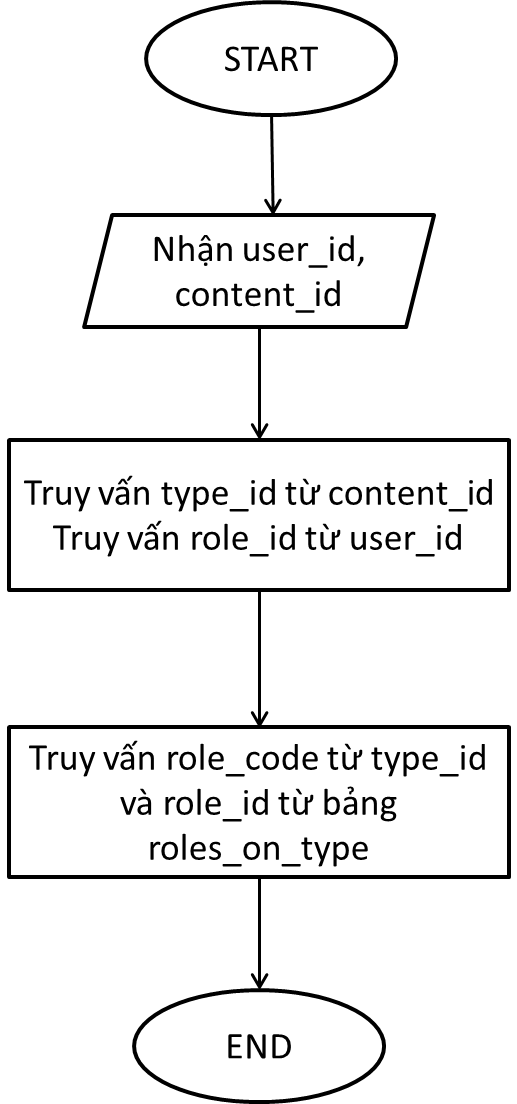 START
Nhận user_id,
content_id
Truy vấn type_id từ content_id
Truy vấn role_id từ user_id
Truy vấn role_code từ type_id
và role_id từ bảng
roles_on_type
END